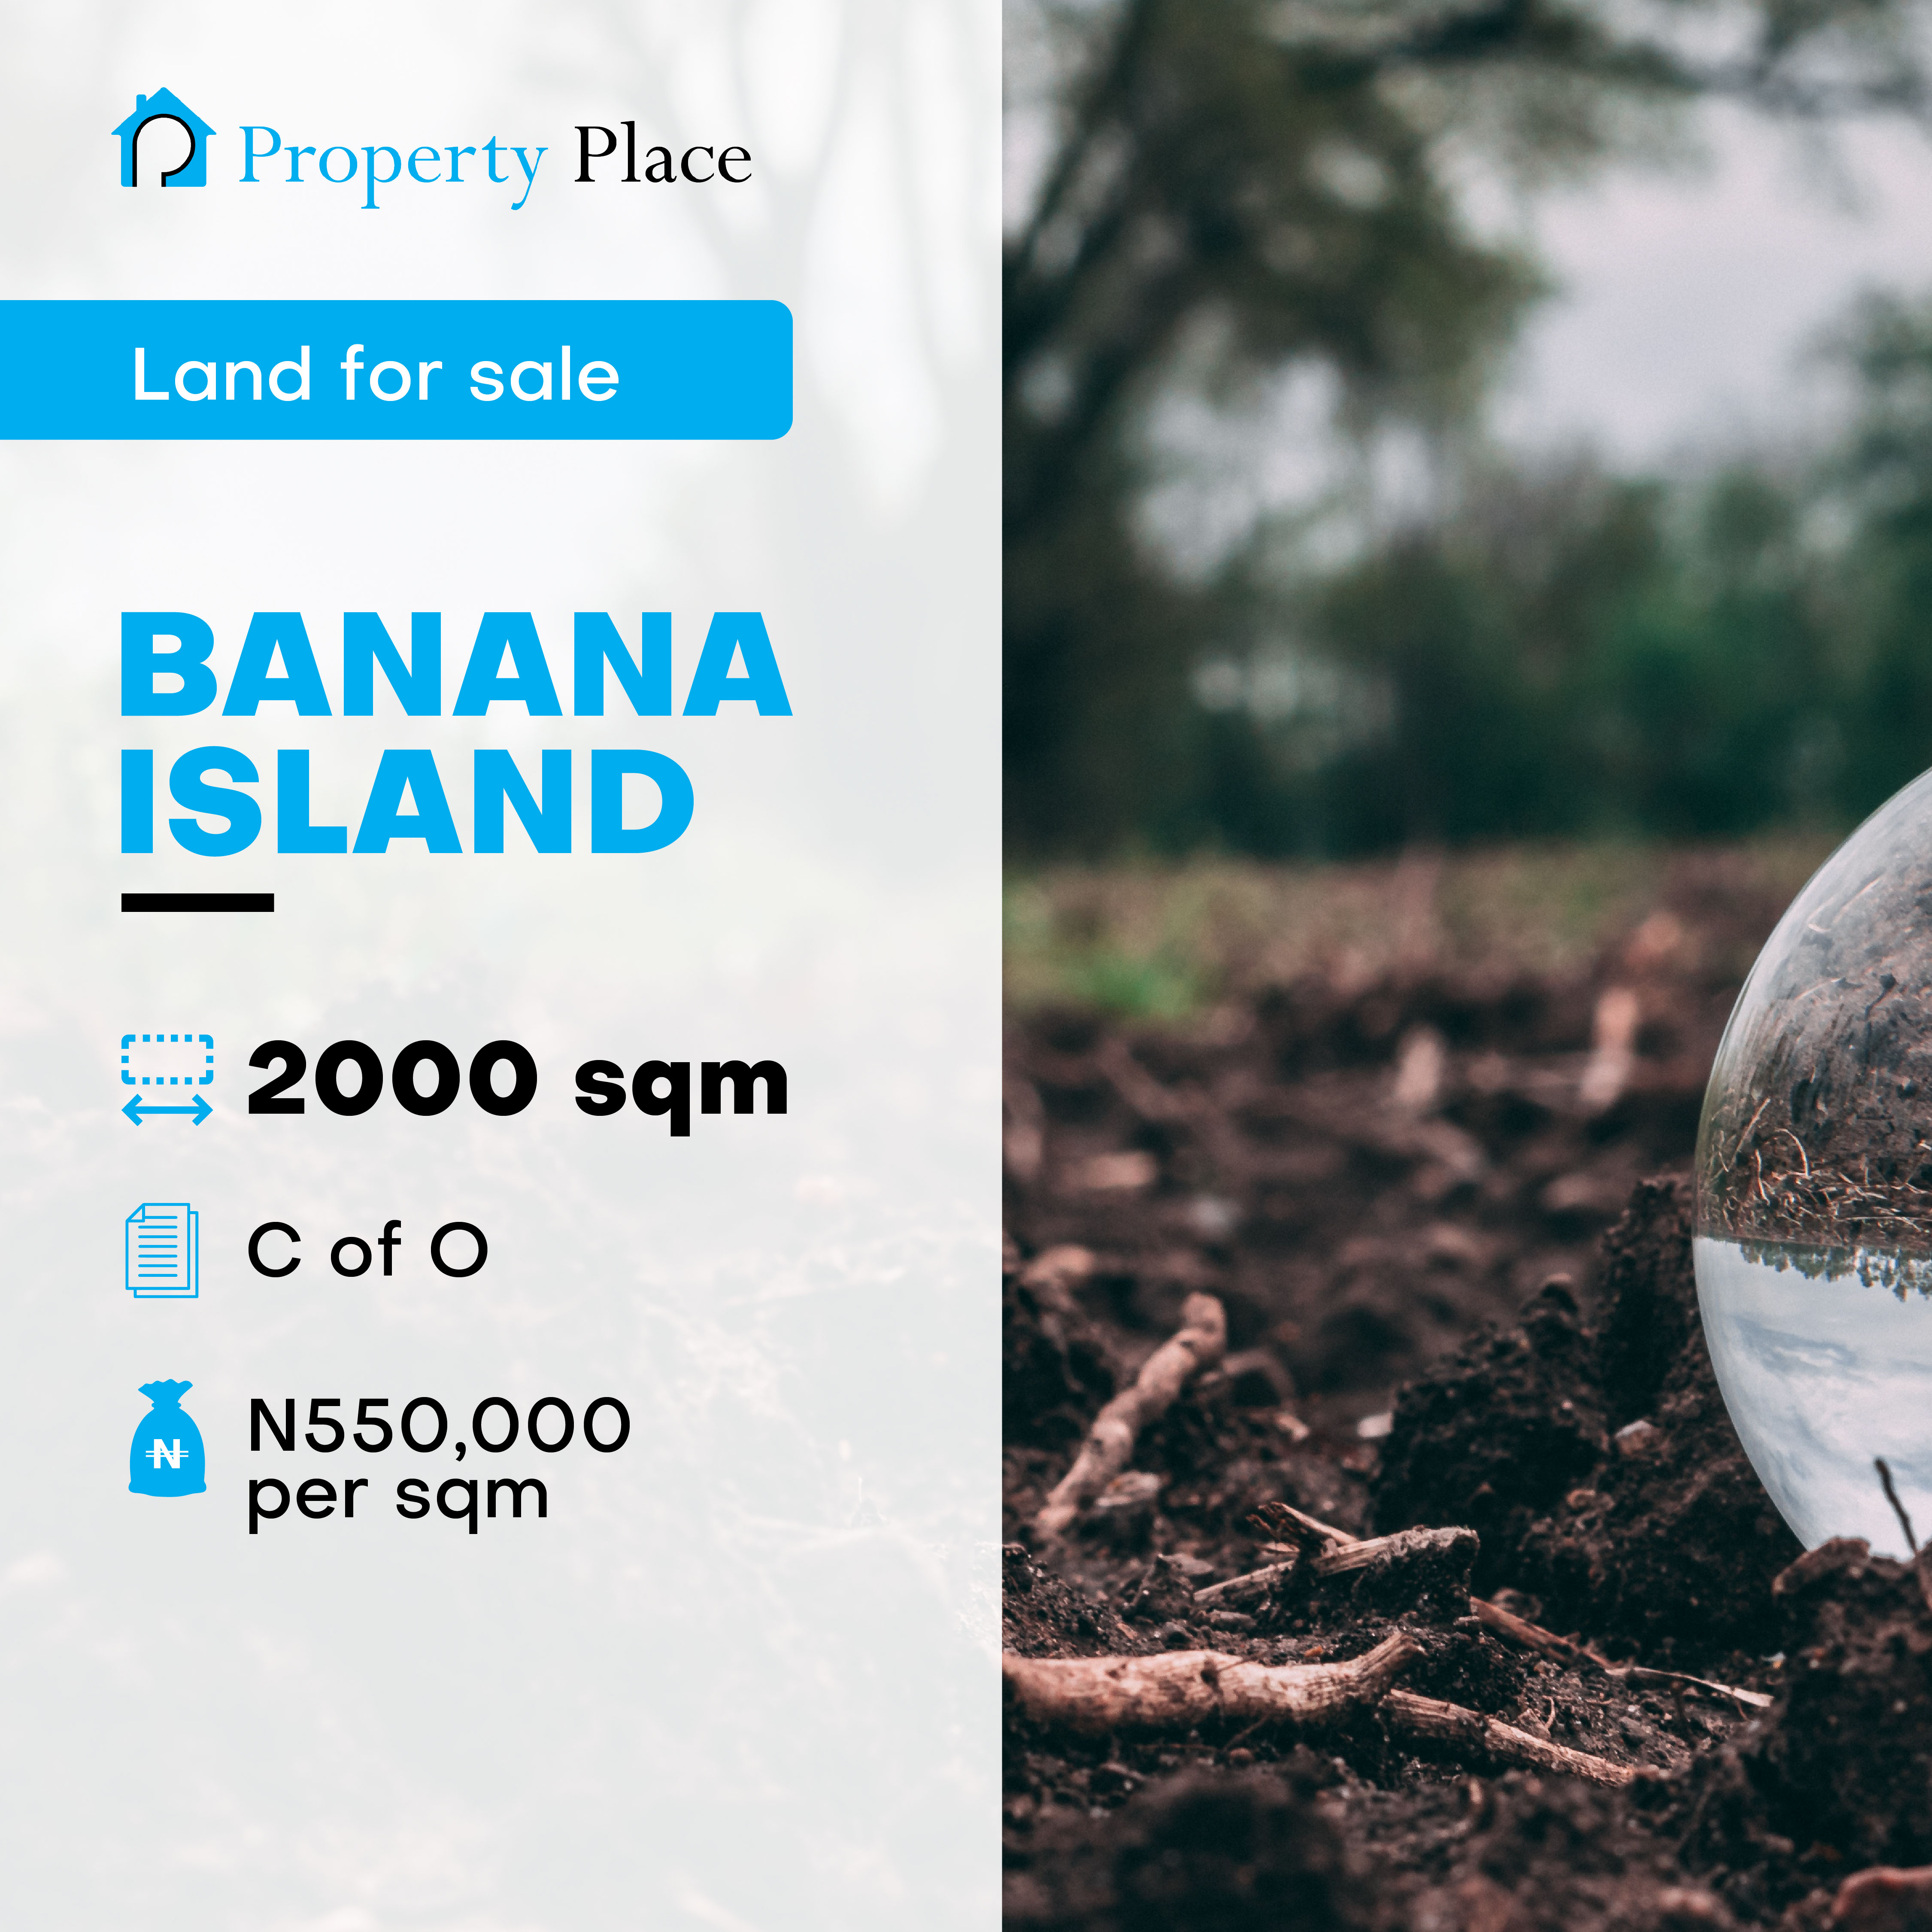 Property Place
Land for sale
BANANA
ISLAND
2000 sqm
C of O
N
N550,000
per sqm